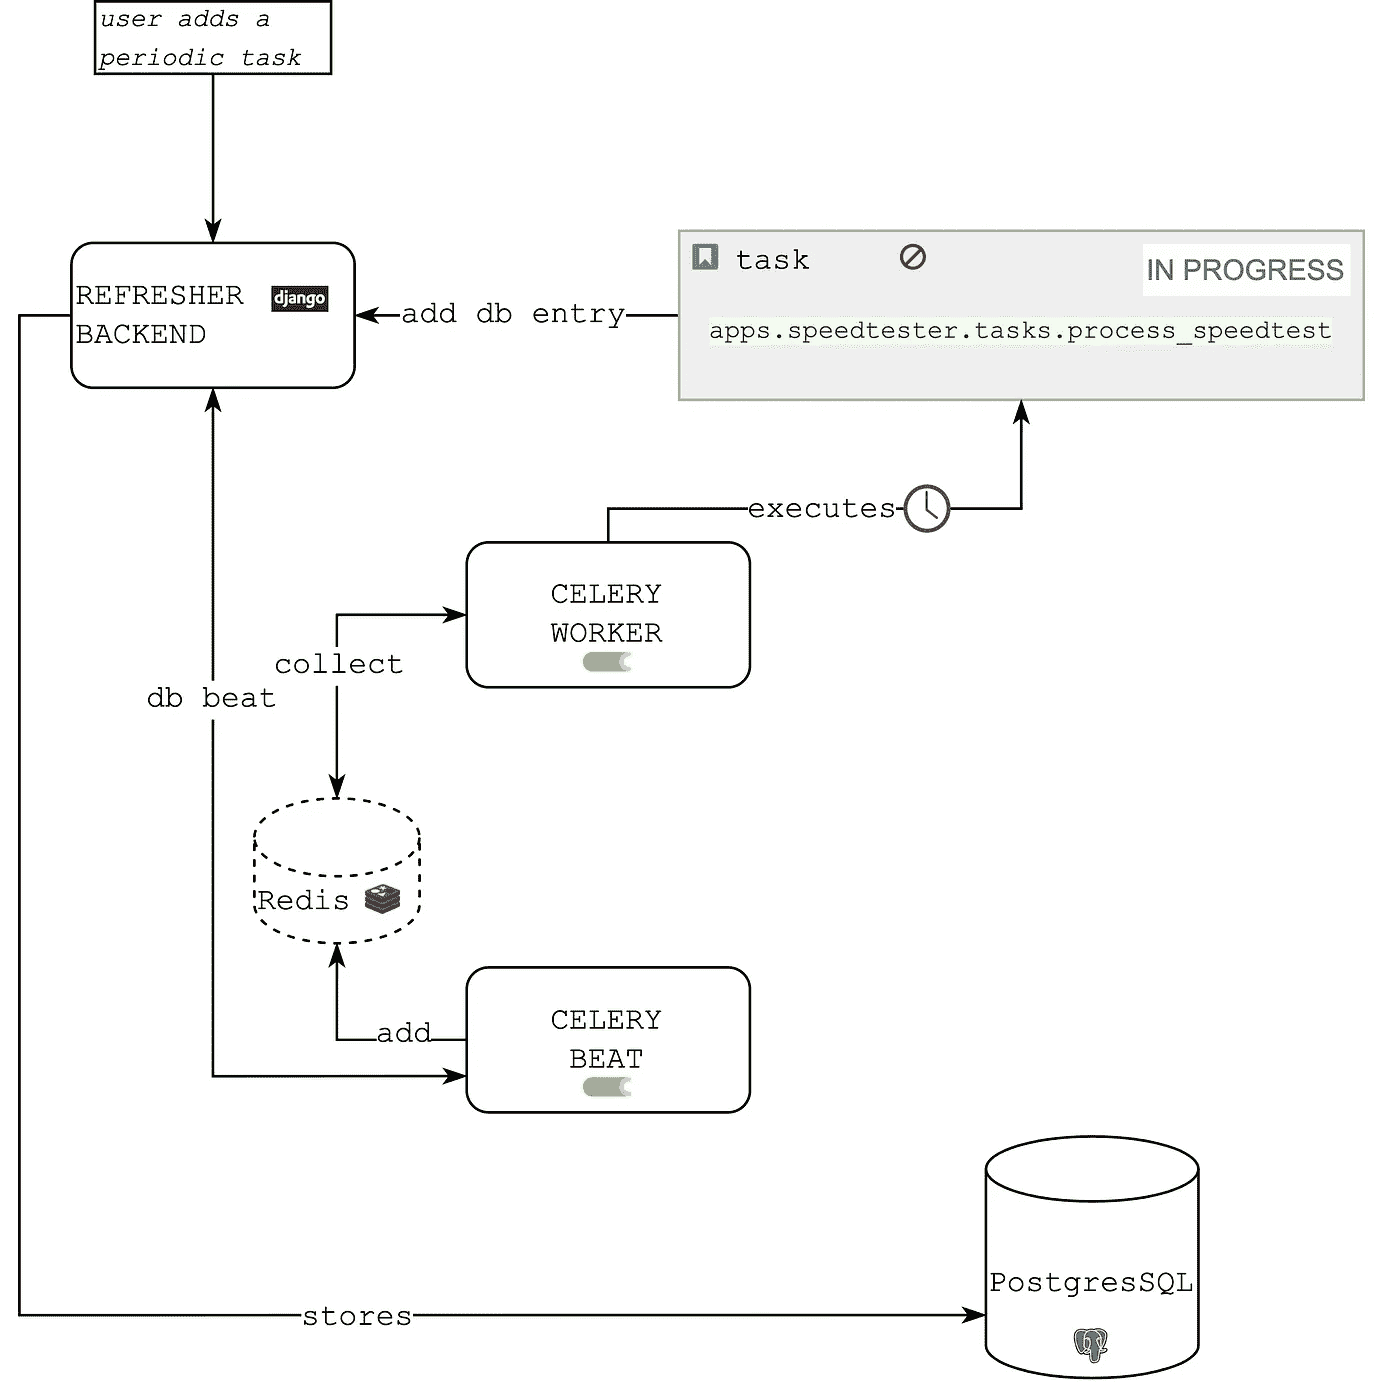 user adds a
periodic task
REFRESHER
BACKEND
django
add db entry
task
IN PROGRESS
apps.speedtester.tasks.process_speedtest
executes
CELERY
WORKER
collect
db beat
Redis
add
CELERY
BEAT
PostgresSQL
stores